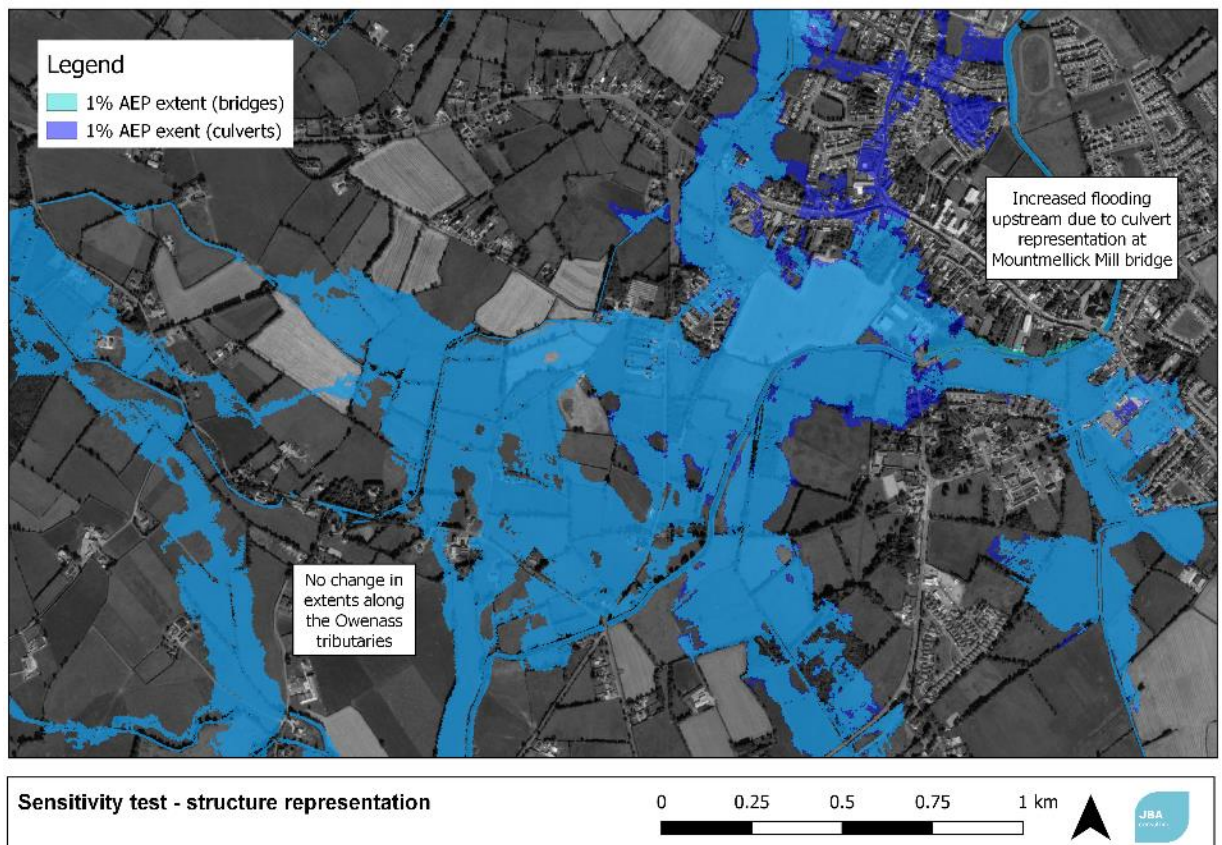 Legend
1% AEP extent (bridges)
1% AEP exent (culverts)
Increased flooding
upstream due to culvert
representation at
Mountmellick Mill bridge
No change in
extents along
the Owenass
tributaries
Sensitivity test - structure representation
0 0.25 0.5 0.75 1 km
JBA